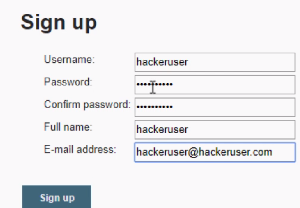 Sign up
Username: hackeruser
Password: ••••••••••
Confirm password: ••••••••••
Full name: hackeruser
E-mail address: hackeruser@hackeruser.com
Sign up